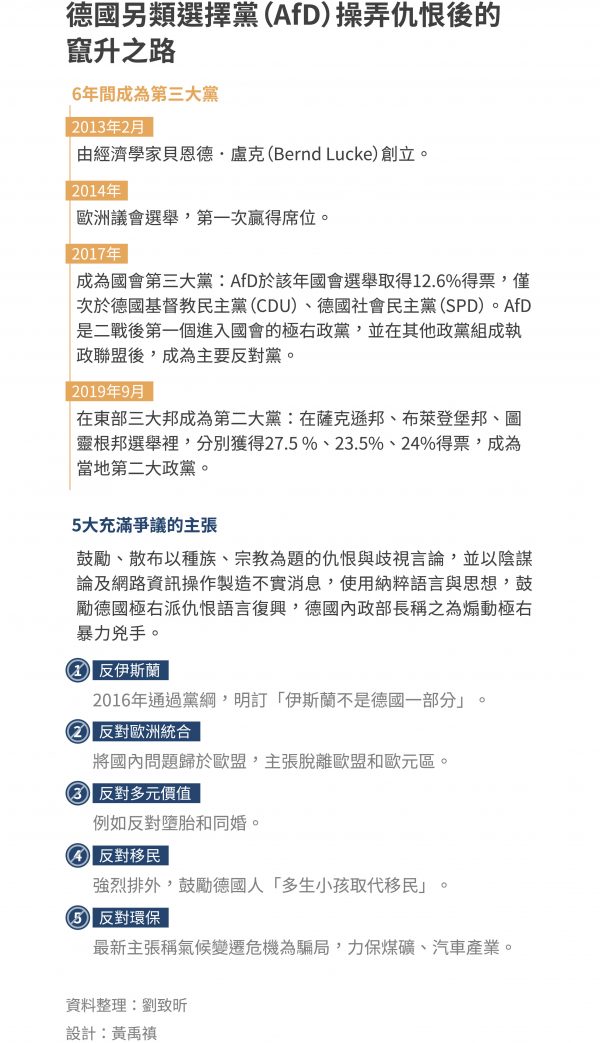 德國另類選擇黨(AfD)操弄仇恨後的
竄升之路
6年間成為第三大黨
2013年2月
由經濟學家貝恩德・盧克(Bernd Lucke)創立。
2014年
歐洲議會選舉，第一次贏得席位。
2017年
成為國會第三大黨：AfD於該年國會選舉取得12.6%得票，僅
次於德國基督教民主黨(CDU)、德國社會民主黨(SPD)。AfD
是二戰後第一個進入國會的極右政黨，並在其他政黨組成執
政聯盟後，成為主要反對黨。
2019年9月
在東部三大邦成為第二大黨：在薩克遜邦、布萊登堡邦、圖
靈根邦選舉裡，分別獲得27.5 %、23.5%、24%得票，成為
當地第二大政黨。
5大充滿爭議的主張
鼓勵、散布以種族、宗教為題的仇恨與歧視言論，並以陰謀
論及網路資訊操作製造不實消息，使用納粹語言與思想，鼓
勵德國極右派仇恨語言復興，德國內政部長稱之為煽動極右
暴力兇手。
1 反伊斯蘭
2016年通過黨綱，明訂「伊斯蘭不是德國一部分」。
2 反對歐洲統合
將國內問題歸於歐盟，主張脫離歐盟和歐元區。
3 反對多元價值
例如反對墮胎和同婚。
4 反對移民
強烈排外，鼓勵德國人「多生小孩取代移民」。
5 反對環保
最新主張稱氣候變遷危機為騙局，力保煤礦、汽車產業。
資料整理：劉致昕
設計：黃禹禛